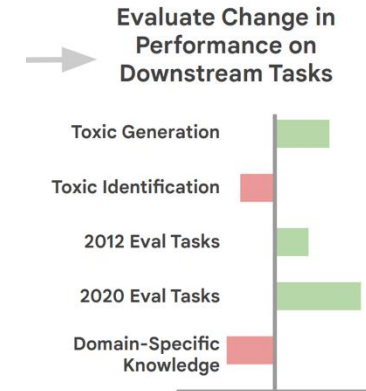 Evaluate Change in
Performance on
Downstream Tasks
Toxic Generation
Toxic Identification
2012 Eval Tasks
2020 Eval Tasks
Domain-Specific
Knowledge